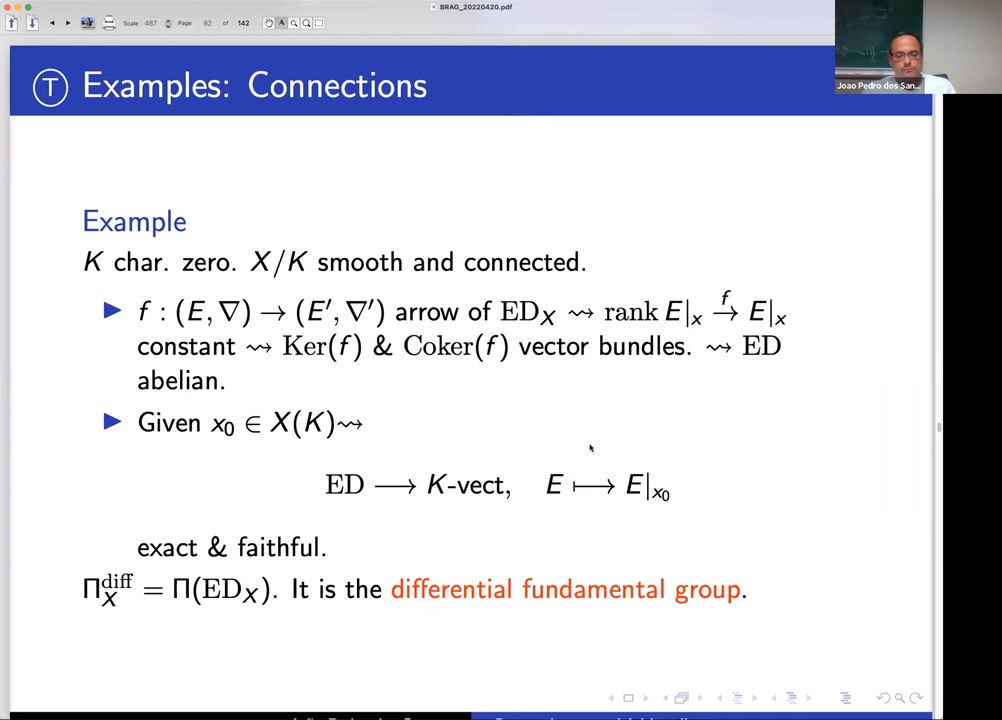 BRAG_20220420.pdf
Scale 487 Page 82 of 142
Joao Pedro dos San...
T Examples: Connections
Example
K char. zero. X/K smooth and connected.
▶ f : (E, ∇) → (E′, ∇′) arrow of ED_X ⇝ rank E|_x →^f E|_x
constant ⇝ Ker(f) & Coker(f) vector bundles. ⇝ ED
abelian.
▶ Given x_0 ∈ X(K)⇝
ED ⟶ K-vect, E ⟼ E|_{x_0}
exact & faithful.
Π_X^{diff} = Π(ED_X). It is the differential fundamental group.